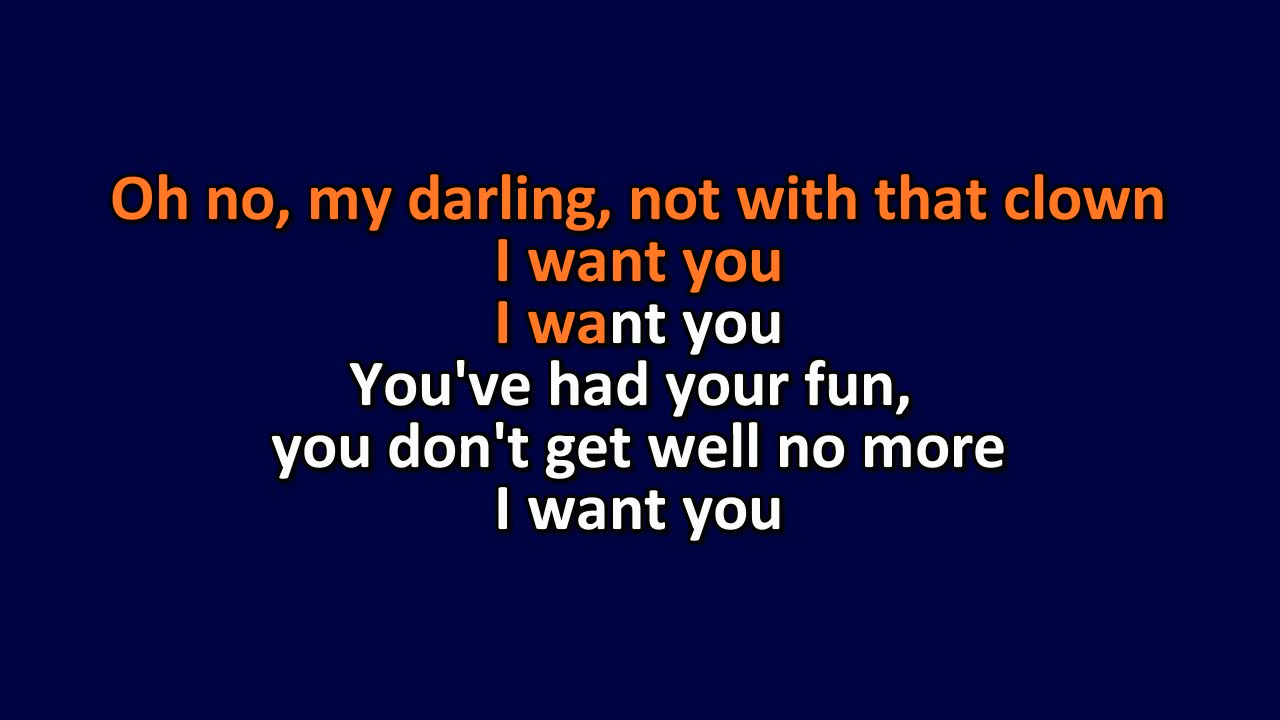 Oh no, my darling, not with that clown
I want you
I want you
You've had your fun,
you don't get well no more
I want you